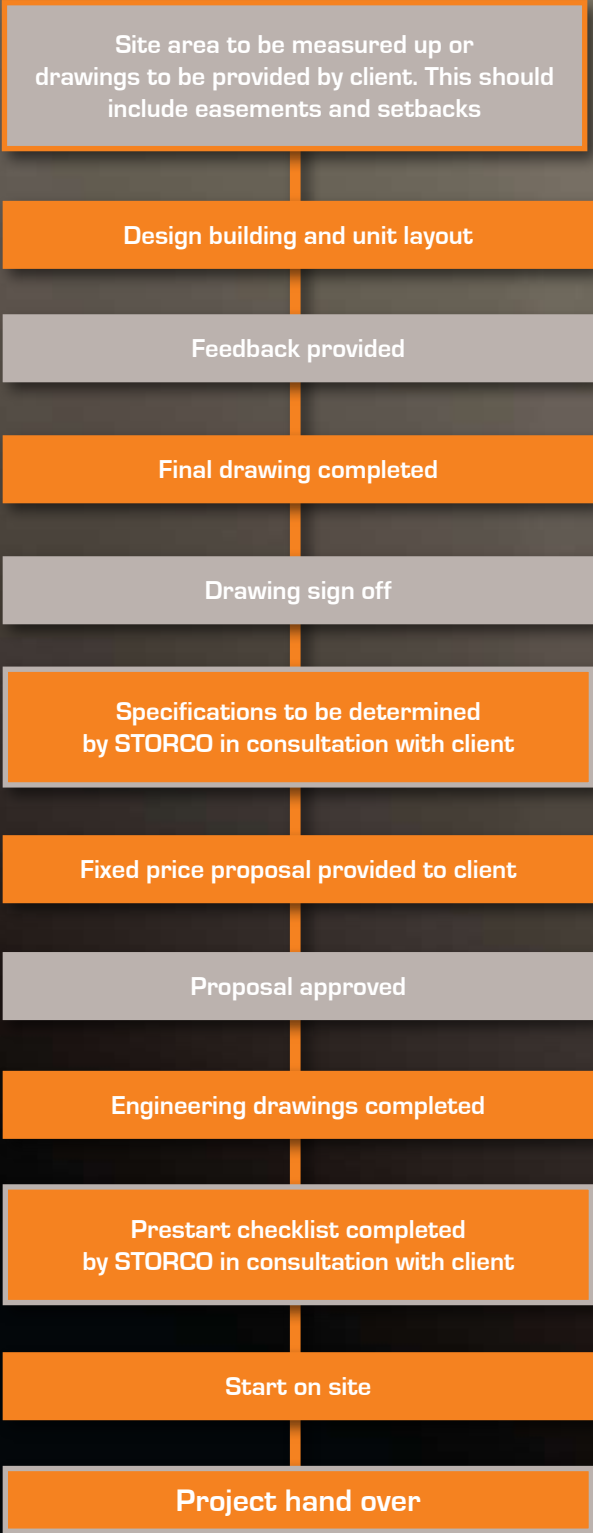 Site area to be measured up or
drawings to be provided by client. This should
include easements and setbacks
Design building and unit layout
Feedback provided
Final drawing completed
Drawing sign off
Specifications to be determined
by STORCO in consultation with client
Fixed price proposal provided to client
Proposal approved
Engineering drawings completed
Prestart checklist completed
by STORCO in consultation with client
Start on site
Project hand over